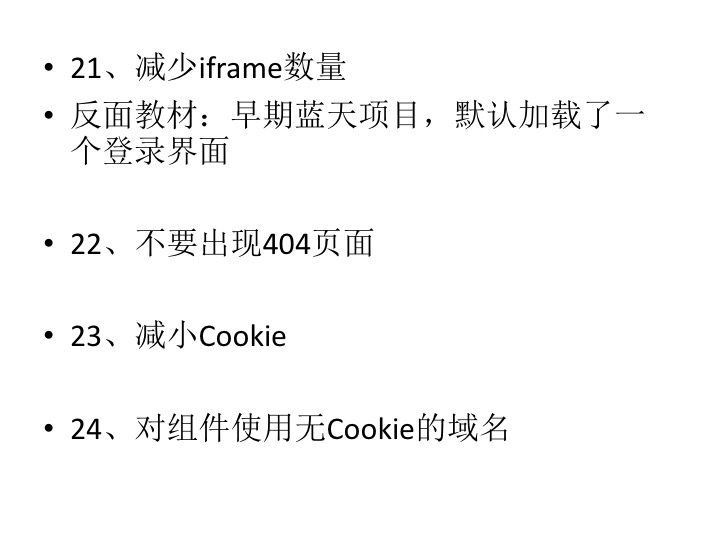 • 21、减少iframe数量
• 反面教材：早期蓝天项目，默认加载了一
个登录界面
• 22、不要出现404页面
• 23、减小Cookie
• 24、对组件使用无Cookie的域名